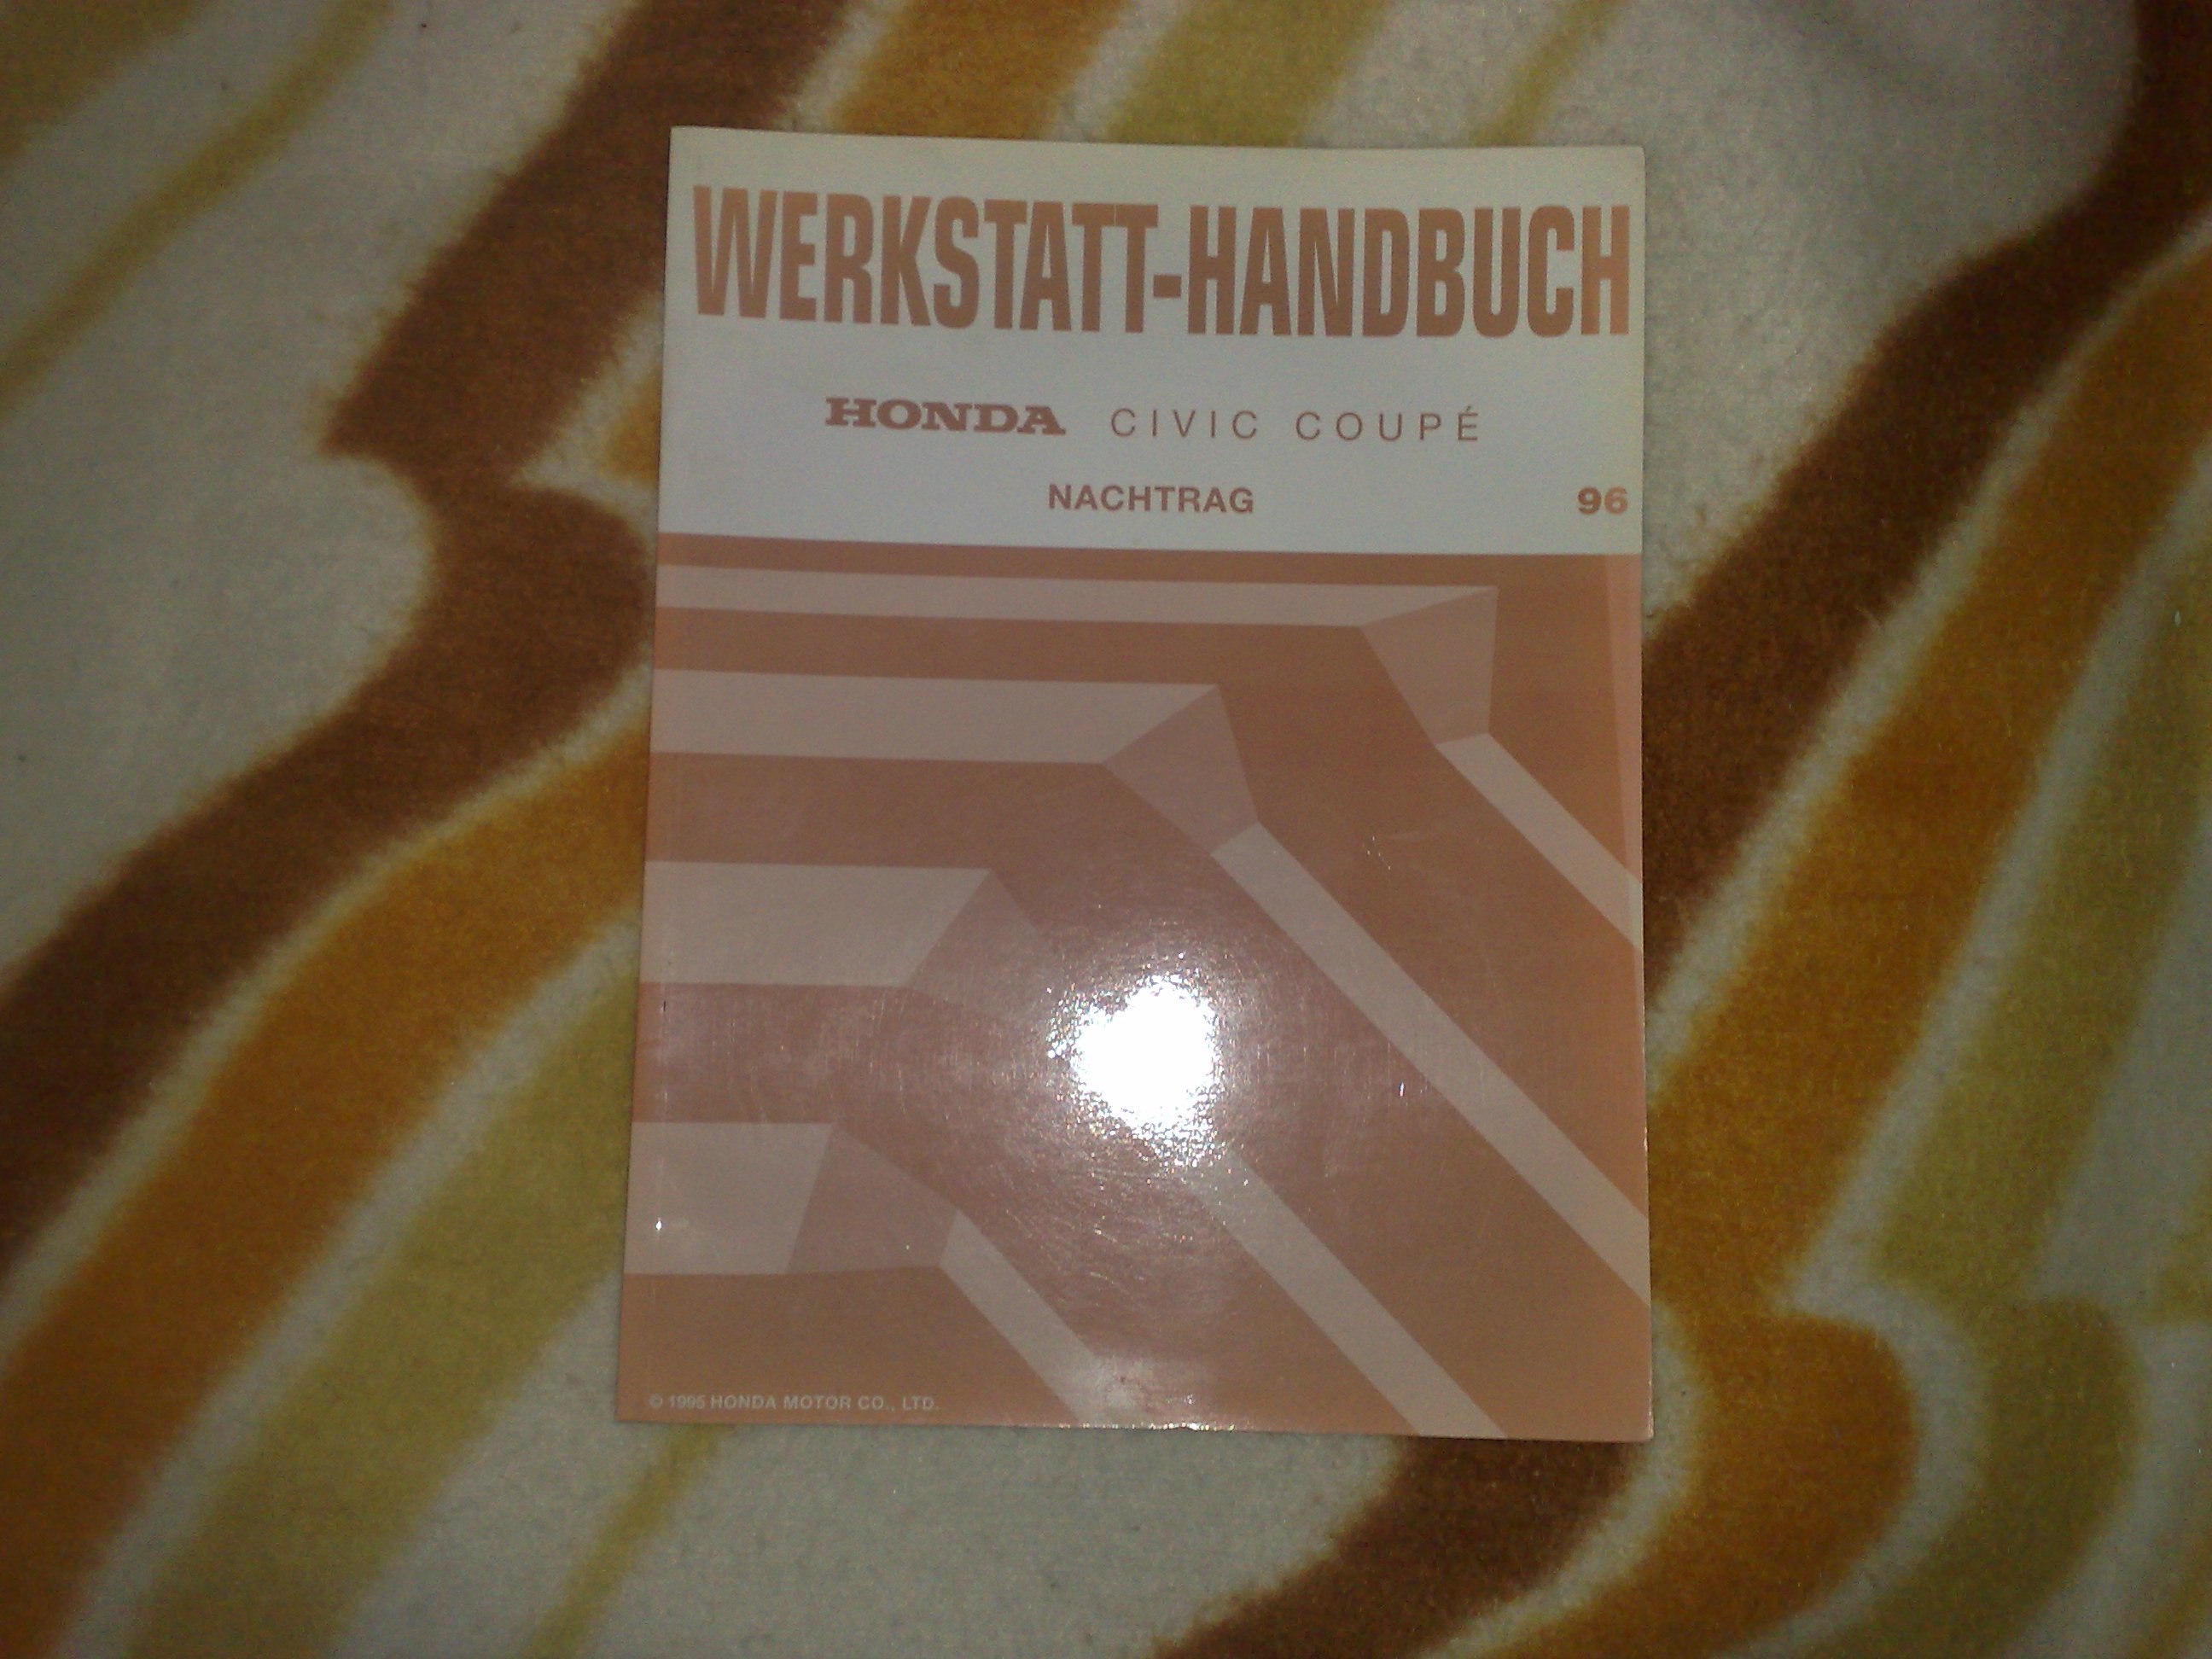 WERKSTATT-HANDBUCH
HONDA CIVIC COUPÉ
NACHTRAG 96
© 1995 HONDA MOTOR CO., LTD.